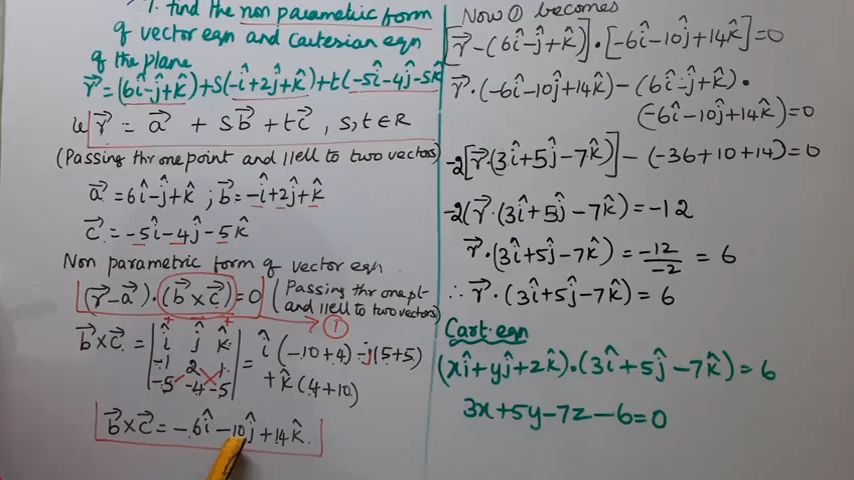 7. find the non parametric form
of vector eqn and Cartesian eqn
of the plane
r⃗ = (6î-ĵ+k̂)+S(-î+2ĵ+k̂)+t(-5î-4ĵ-5k̂
ie r⃗ = a⃗ + sb⃗ + tc⃗ , s,t∈R
(Passing thr one point and llell to two vectors)
a⃗ = 6î-ĵ+k̂ ; b⃗ = -î+2ĵ+k̂
c⃗ = -5î-4ĵ-5k̂
Non parametric form of vector eqn.
(r⃗-a⃗)·(b⃗×c⃗)=0 (Passing thr one pt
and llell to two vectors)
①
b⃗×c⃗ = | î ĵ k̂ | = î(-10+4)-ĵ(5+5)
-1 2 1
-5 -4 -5
+k̂(4+10)
b⃗×c⃗ = -6î-10ĵ+14k̂.
Now ① becomes
[r⃗-(6î-ĵ+k̂)]·[-6î-10ĵ+14k̂]=0
r⃗·(-6î-10ĵ+14k̂)-(6î-ĵ+k̂)·
(-6î-10ĵ+14k̂)=0
-2[r⃗·(3î+5ĵ-7k̂)]-(-36+10+14)=0
-2(r⃗·(3î+5ĵ-7k̂)=-12
r⃗·(3î+5ĵ-7k̂)=-12/-2=6
∴ r⃗·(3î+5ĵ-7k̂)=6
Cart.eqn
(xî+yĵ+zk̂)·(3î+5ĵ-7k̂)=6
3x+5y-7z-6=0